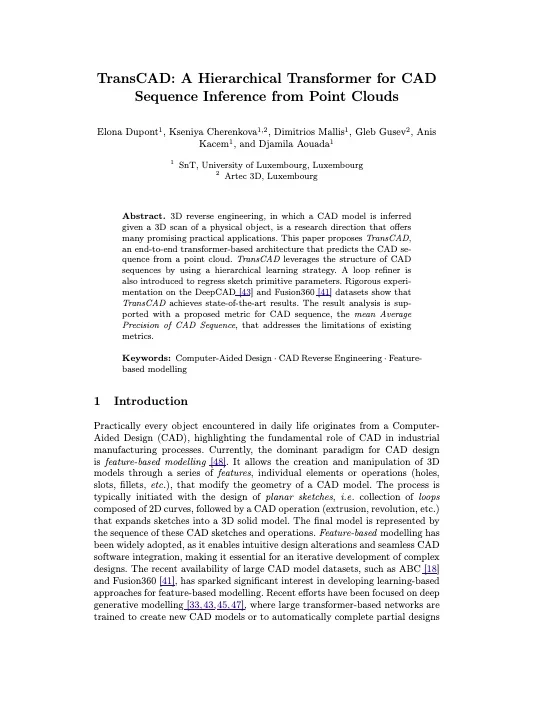 TransCAD: A Hierarchical Transformer for CAD
Sequence Inference from Point Clouds
Elona Dupont¹, Kseniya Cherenkova¹,², Dimitrios Mallis¹, Gleb Gusev², Anis
Kacem¹, and Djamila Aouada¹
¹ SnT, University of Luxembourg, Luxembourg
² Artec 3D, Luxembourg
Abstract. 3D reverse engineering, in which a CAD model is inferred
given a 3D scan of a physical object, is a research direction that offers
many promising practical applications. This paper proposes TransCAD,
an end-to-end transformer-based architecture that predicts the CAD se-
quence from a point cloud. TransCAD leverages the structure of CAD
sequences by using a hierarchical learning strategy. A loop refiner is
also introduced to regress sketch primitive parameters. Rigorous exper-
imentation on the DeepCAD [43] and Fusion360 [41] datasets show that
TransCAD achieves state-of-the-art results. The result analysis is sup-
ported with a proposed metric for CAD sequence, the mean Average
Precision of CAD Sequence, that addresses the limitations of existing
metrics.
Keywords: Computer-Aided Design · CAD Reverse Engineering · Feature-
based modelling
1 Introduction
Practically every object encountered in daily life originates from a Computer-
Aided Design (CAD), highlighting the fundamental role of CAD in industrial
manufacturing processes. Currently, the dominant paradigm for CAD design
is feature-based modelling [48]. It allows the creation and manipulation of 3D
models through a series of features, individual elements or operations (holes,
slots, fillets, etc.), that modify the geometry of a CAD model. The process is
typically initiated with the design of planar sketches, i.e. collection of loops
composed of 2D curves, followed by a CAD operation (extrusion, revolution, etc.)
that expands sketches into a 3D solid model. The final model is represented by
the sequence of these CAD sketches and operations. Feature-based modelling has
been widely adopted, as it enables intuitive design alterations and seamless CAD
software integration, making it essential for an iterative development of complex
designs. The recent availability of large CAD model datasets, such as ABC [18]
and Fusion360 [41], has sparked significant interest in developing learning-based
approaches for feature-based modelling. Recent efforts have been focused on deep
generative modelling [33,43,45,47], where large transformer-based networks are
trained to create new CAD models or to automatically complete partial designs